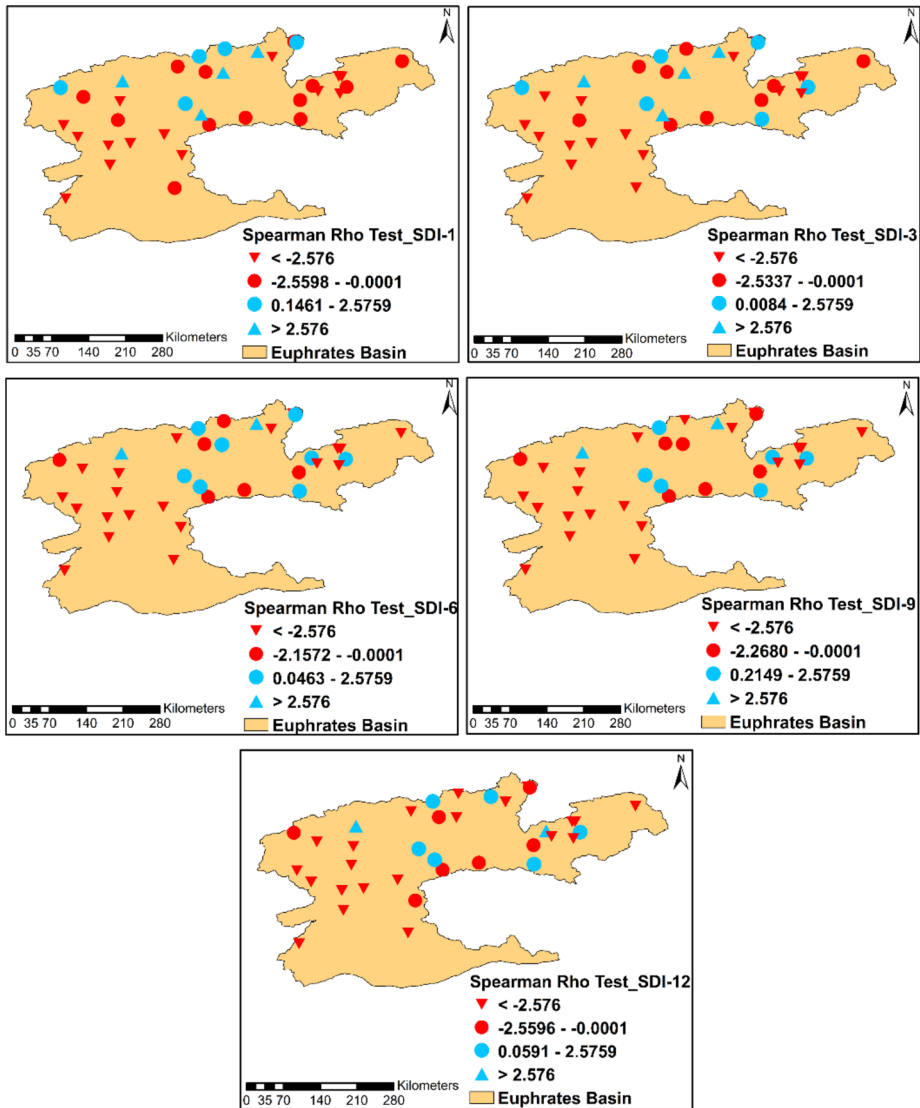 N
Spearman Rho Test_SDI-1
< -2.576
-2.5598 - -0.0001
0.1461 - 2.5759
> 2.576
Euphrates Basin
Kilometers
0 35 70 140 210 280
N
Spearman Rho Test_SDI-3
< -2.576
-2.5337 - -0.0001
0.0084 - 2.5759
> 2.576
Euphrates Basin
Kilometers
0 35 70 140 210 280
N
Spearman Rho Test_SDI-6
< -2.576
-2.1572 - -0.0001
0.0463 - 2.5759
> 2.576
Euphrates Basin
Kilometers
0 35 70 140 210 280
N
Spearman Rho Test_SDI-9
< -2.576
-2.2680 - -0.0001
0.2149 - 2.5759
> 2.576
Euphrates Basin
Kilometers
0 35 70 140 210 280
N
Spearman Rho Test_SDI-12
< -2.576
-2.5596 - -0.0001
0.0591 - 2.5759
> 2.576
Euphrates Basin
Kilometers
0 35 70 140 210 280